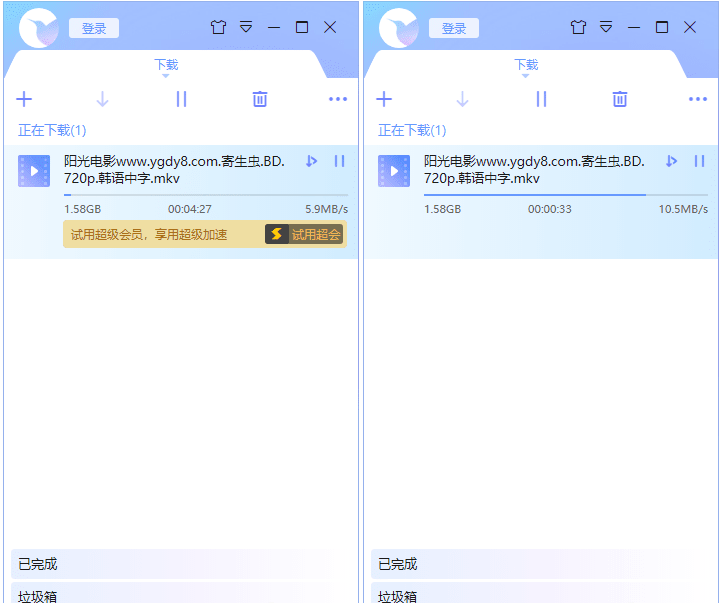 登录
下载
正在下载(1)
阳光电影www.ygdy8.com.寄生虫.BD.
720p.韩语中字.mkv
1.58GB 00:04:27 5.9MB/s
试用超级会员，享用超级加速 试用超会
已完成
垃圾箱
登录
下载
正在下载(1)
阳光电影www.ygdy8.com.寄生虫.BD.
720p.韩语中字.mkv
1.58GB 00:00:33 10.5MB/s
已完成
垃圾箱